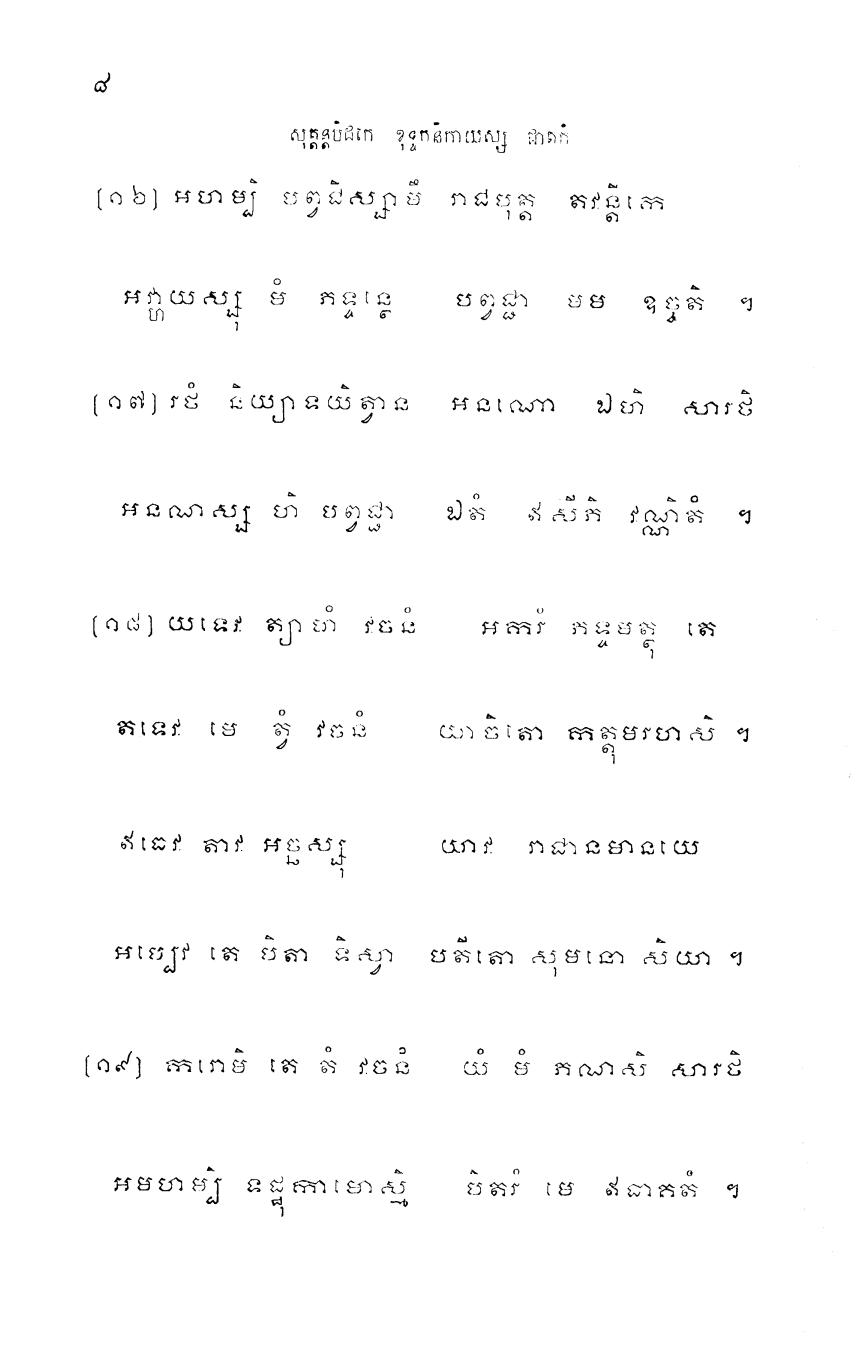 ៨
សុត្តន្តបិដកេ ខុទ្ទកនិកាយស្ស ជាតកំ
[១៦] អហម្បិ បព្វជិស្សាមិ រាជបុត្ត តវន្តិកេ
អវ្ហយស្សុ មំ ភទ្ទន្តេ បព្វជ្ជា មម ឧច្ចតិ ។
[១៧] រថំ និយ្យាទយិត្វាន អនណោ ឯហិ សារថិ
អនណស្ស ហិ បព្វជ្ជា ឯតំ ឥសីភិ វណ្ណិតំ ។
[១៨] យទេវ ត្យាហំ វចនំ អករំ ភទ្ទមត្ថុ តេ
តទេវ មេ ត្វំ វចនំ យាចិតោ កត្តុមរហសិ ។
ឥធេវ តាវ អច្ឆស្សុ យាវ រាជានមានយេ
អប្បេវ តេ បិតា ទិស្វា បតីតោ សុមនោ សិយា ។
[១៩] ករោមិ តេ តំ វចនំ យំ មំ ភណសិ សារថិ
អមហម្បិ ទដ្ឋុកាមោស្មិ បិតរំ មេ ឥធាគតំ ។